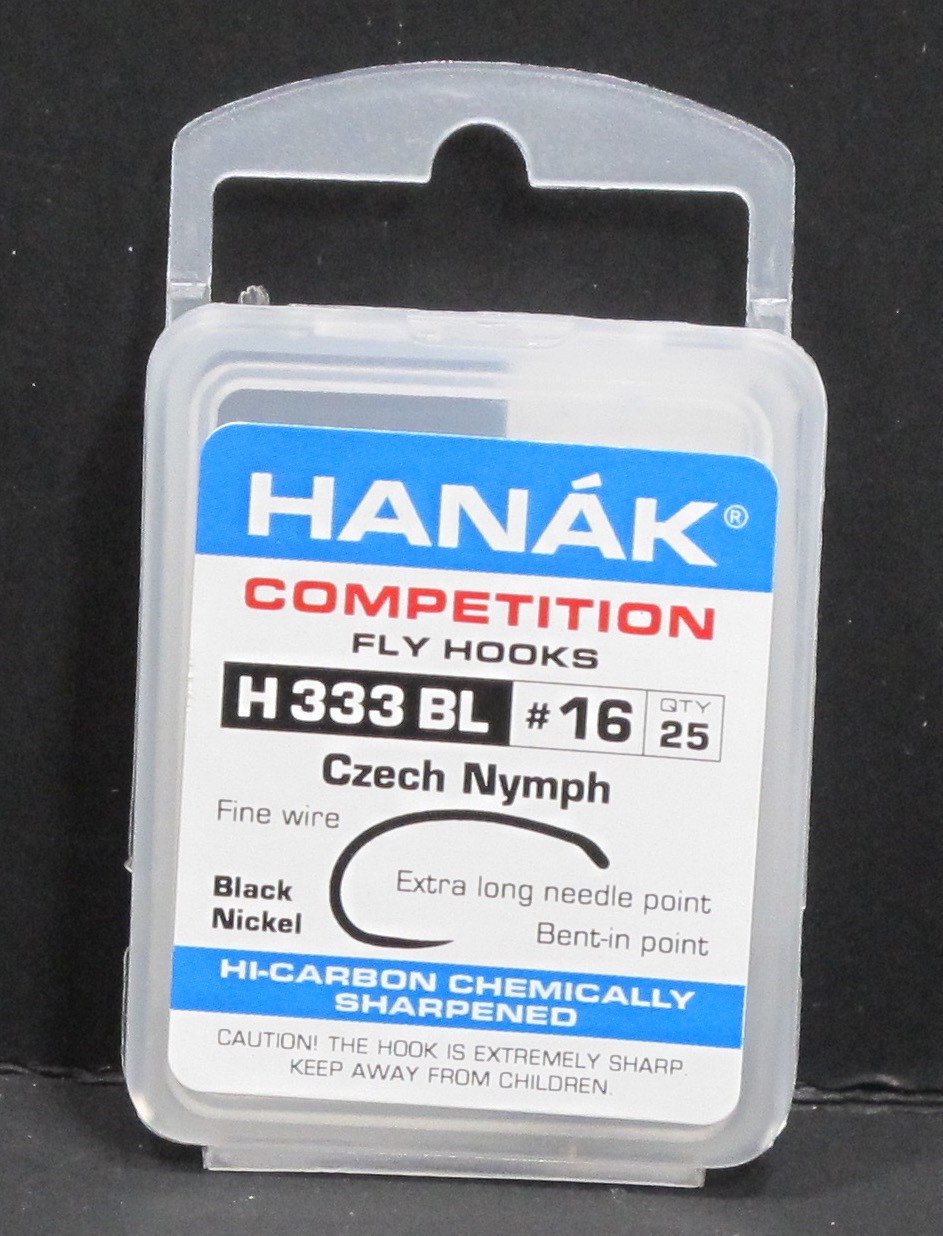 HANÁK®
COMPETITION
FLY HOOKS
H 333 BL #16 QTY 25
Czech Nymph
Fine wire
Extra long needle point
Black
Nickel
Bent-in point
HI-CARBON CHEMICALLY
SHARPENED
CAUTION! THE HOOK IS EXTREMELY SHARP.
KEEP AWAY FROM CHILDREN.